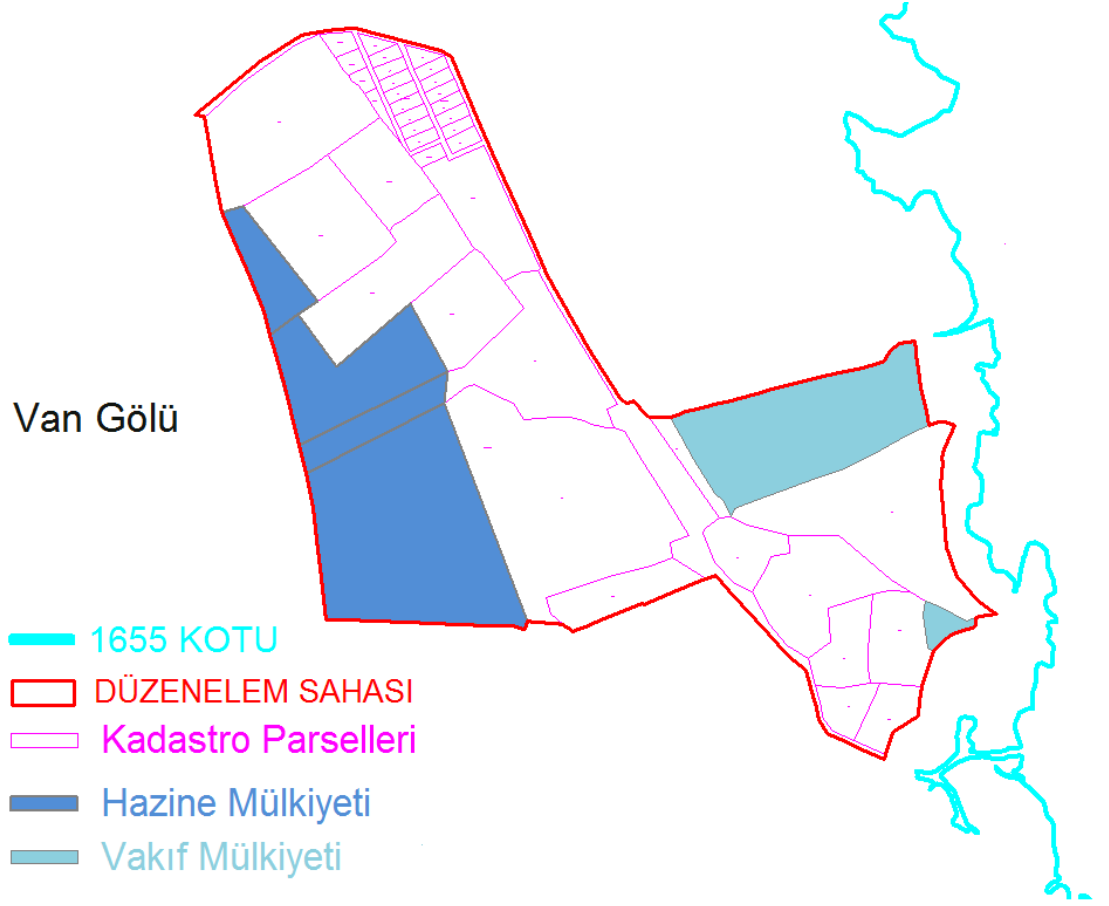 Van Gölü
1655 KOTU
DÜZENELEM SAHASI
Kadastro Parselleri
Hazine Mülkiyeti
Vakıf Mülkiyeti